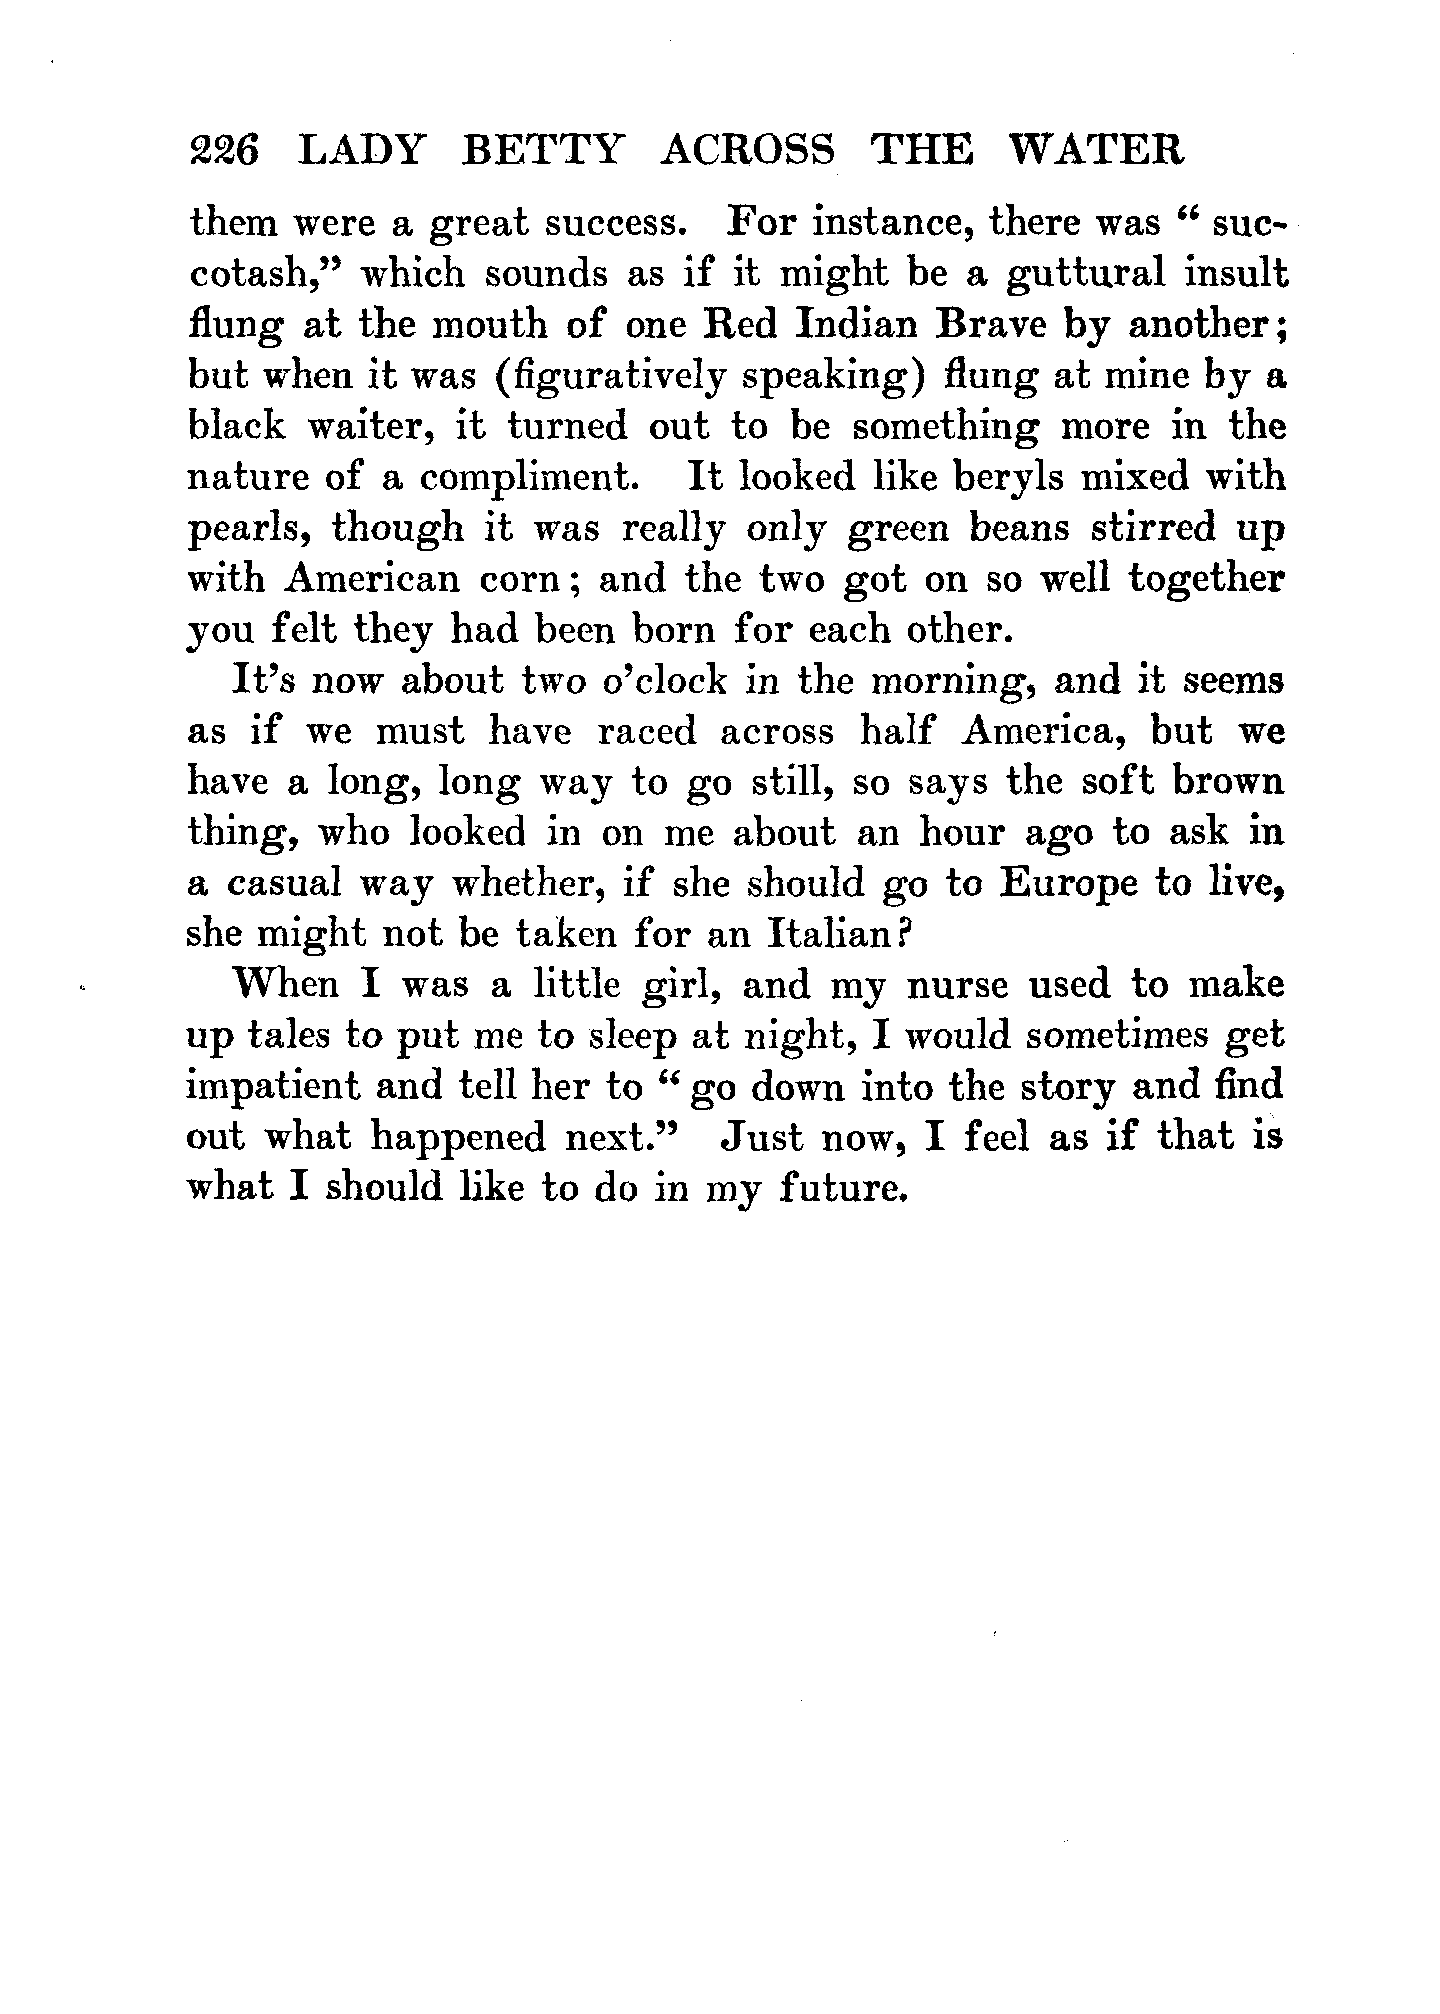 226 LADY BETTY ACROSS THE WATER
them were a great success. For instance, there was " suc-
cotash," which sounds as if it might be a guttural insult
flung at the mouth of one Red Indian Brave by another;
but when it was (figuratively speaking) flung at mine by a
black waiter, it turned out to be something more in the
nature of a compliment. It looked like beryls mixed with
pearls, though it was really only green beans stirred up
with American corn; and the two got on so well together
you felt they had been born for each other.
It's now about two o'clock in the morning, and it seems
as if we must have raced across half America, but we
have a long, long way to go still, so says the soft brown
thing, who looked in on me about an hour ago to ask in
a casual way whether, if she should go to Europe to live,
she might not be taken for an Italian?
When I was a little girl, and my nurse used to make
up tales to put me to sleep at night, I would sometimes get
impatient and tell her to " go down into the story and find
out what happened next." Just now, I feel as if that is
what I should like to do in my future.